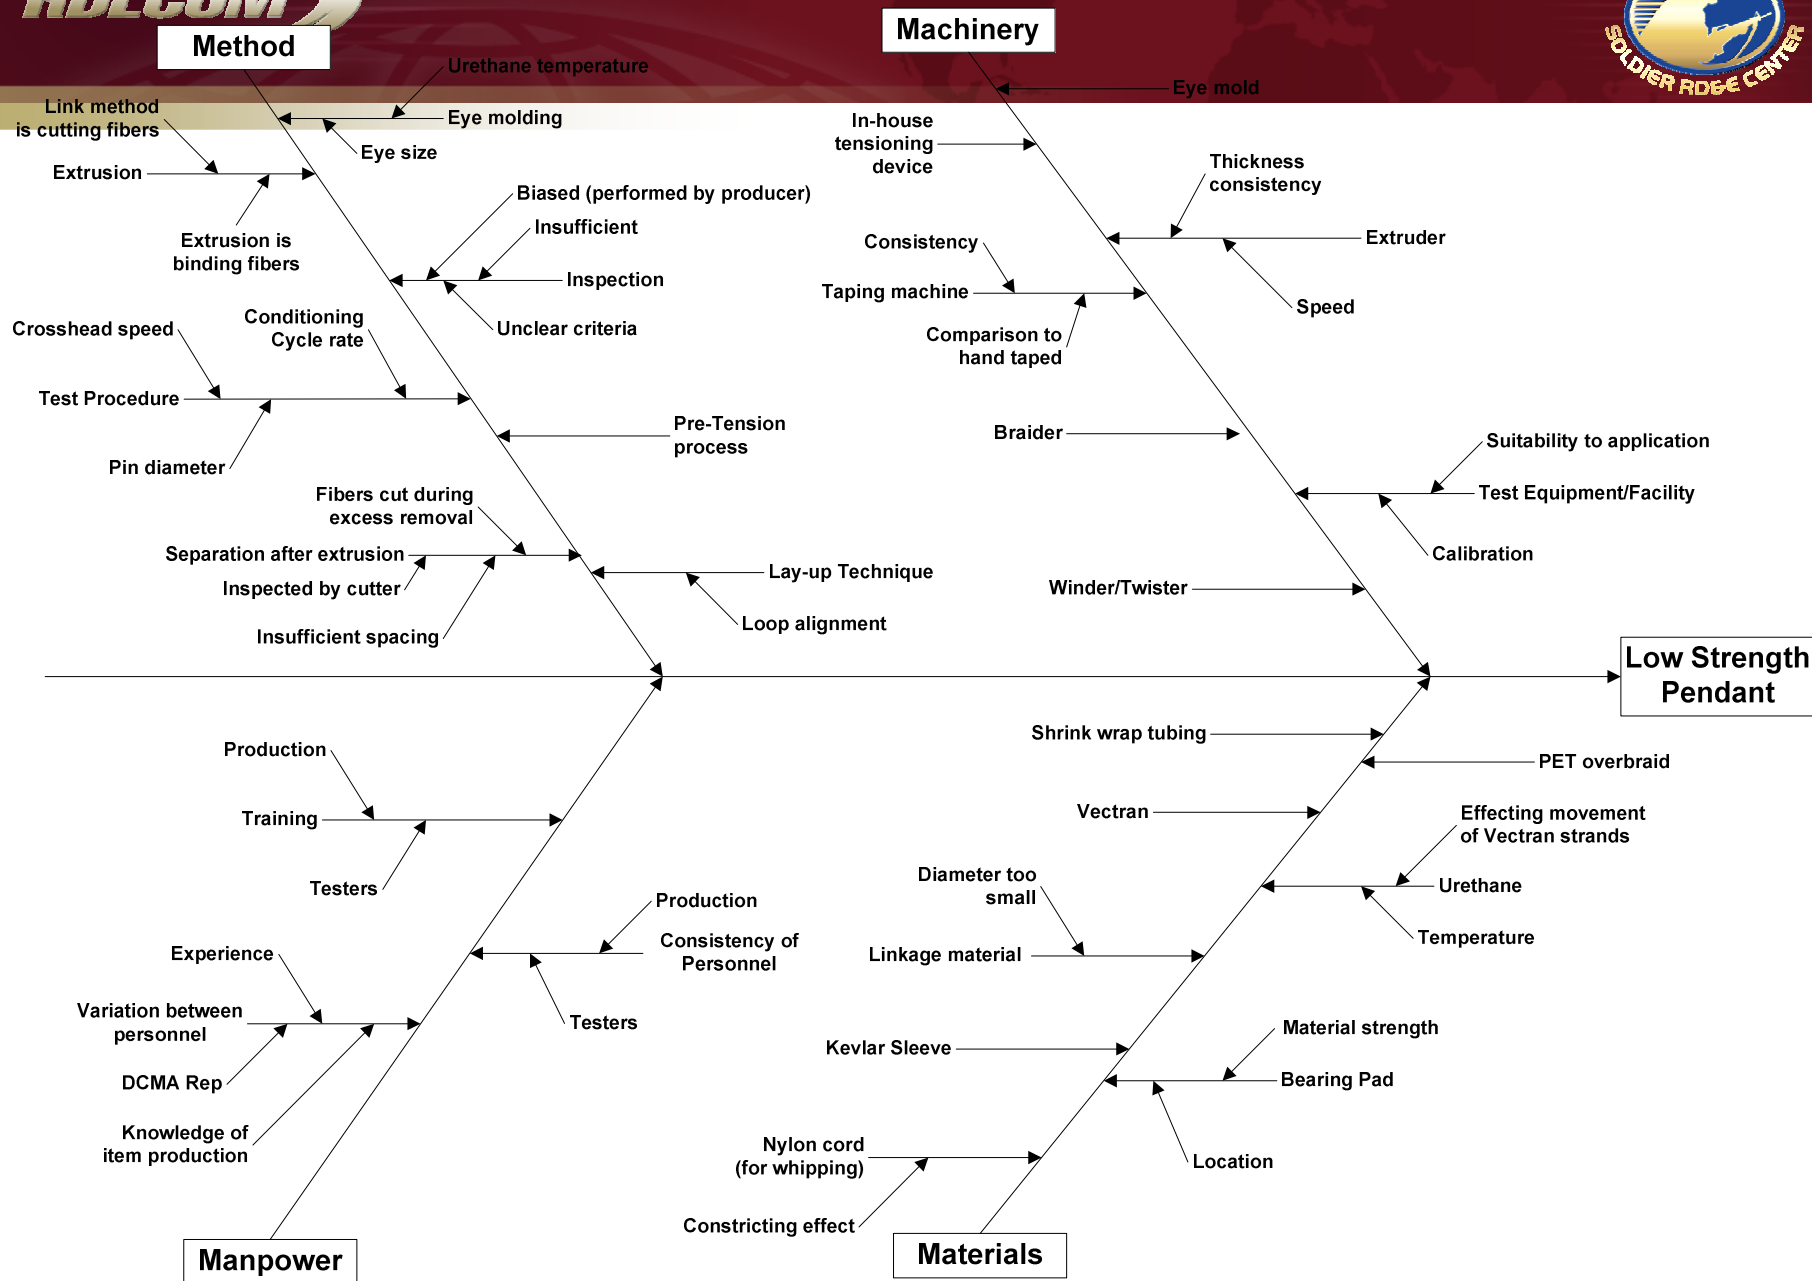 RDECOM
SOLDIER RD&E CENTER
Method
Machinery
Urethane temperature
Eye mold
Link method
is cutting fibers
Eye molding
Eye size
Extrusion
Extrusion is
binding fibers
Biased (performed by producer)
Insufficient
Inspection
Unclear criteria
Crosshead speed
Conditioning
Cycle rate
Test Procedure
Pin diameter
Pre-Tension
process
Fibers cut during
excess removal
Separation after extrusion
Inspected by cutter
Insufficient spacing
Lay-up Technique
Loop alignment
In-house
tensioning
device
Thickness
consistency
Extruder
Speed
Consistency
Taping machine
Comparison to
hand taped
Braider
Suitability to application
Test Equipment/Facility
Calibration
Winder/Twister
Low Strength
Pendant
Production
Training
Testers
Production
Consistency of
Personnel
Testers
Experience
Variation between
personnel
DCMA Rep
Knowledge of
item production
Manpower
Shrink wrap tubing
PET overbraid
Vectran
Effecting movement
of Vectran strands
Urethane
Temperature
Diameter too
small
Linkage material
Kevlar Sleeve
Material strength
Bearing Pad
Location
Nylon cord
(for whipping)
Constricting effect
Materials